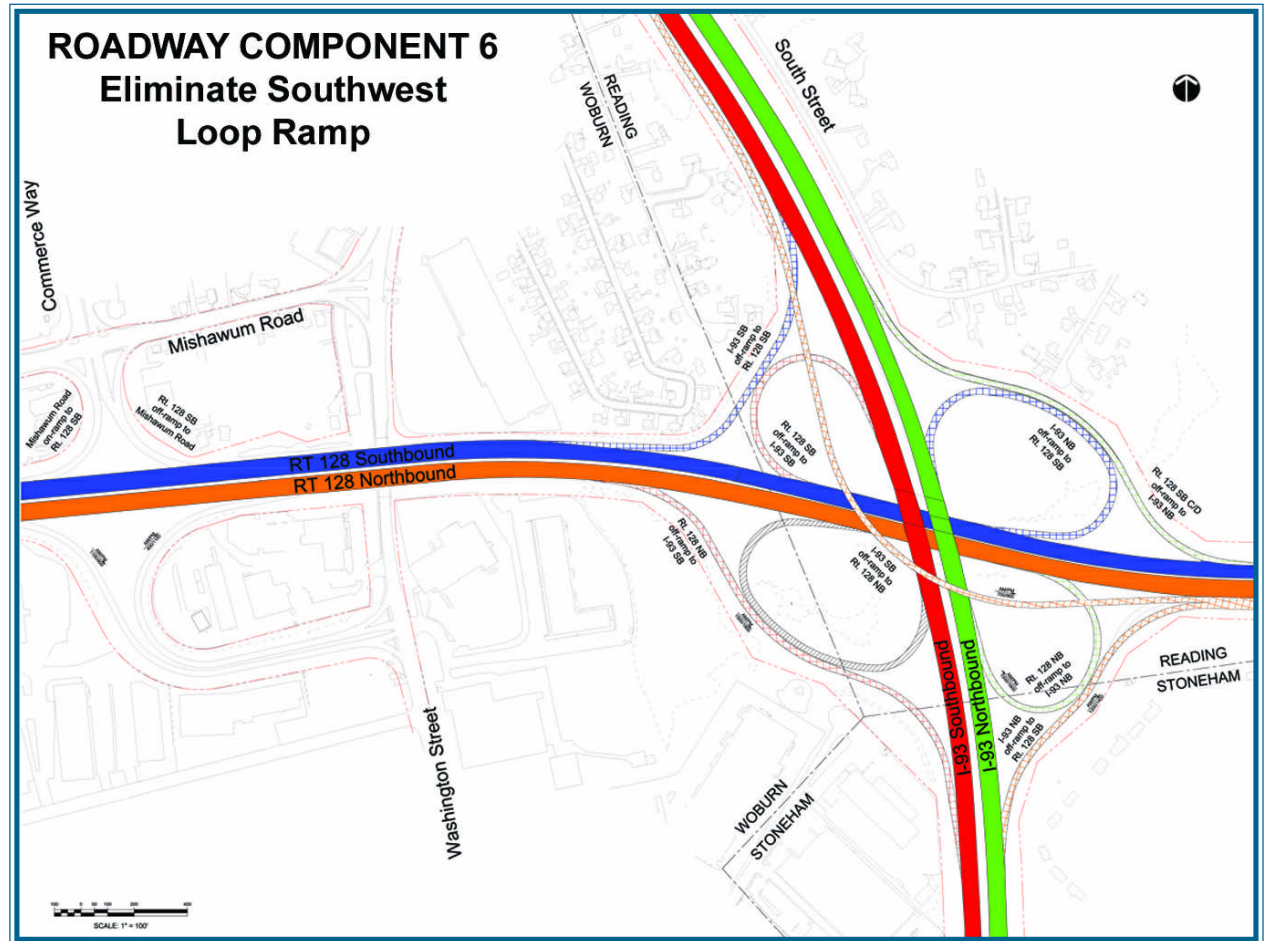 ROADWAY COMPONENT 6
Eliminate Southwest
Loop Ramp
South Street
READING
WOBURN
Commerce Way
Mishawum Road
Mishawum Road
on-ramp to
Rt. 128 SB
Rt. 128 SB
off-ramp to
Mishawum Road
I-93 SB
off-ramp to
Rt. 128 SB
Rt. 128 SB
off-ramp to
I-93 SB
I-93 NB
off-ramp to
Rt. 128 SB
Rt. 128 SB C/D
off-ramp to
I-93 NB
RT 128 Southbound
RT 128 Northbound
Rt. 128 NB
off-ramp to
I-93 SB
I-93 SB
off-ramp to
Rt. 128 NB
Rt. 128 NB
off-ramp to
I-93 NB
I-93 NB
off-ramp to
Rt. 128 SB
READING
STONEHAM
I-93 Southbound
I-93 Northbound
Washington Street
WOBURN
STONEHAM
100 0 50 100 200 400
SCALE: 1" = 100'